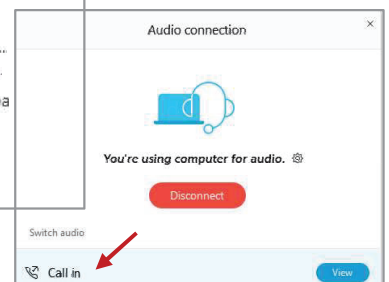 Audio connection
You're using computer for audio.
Disconnect
Switch audio
Call in
View